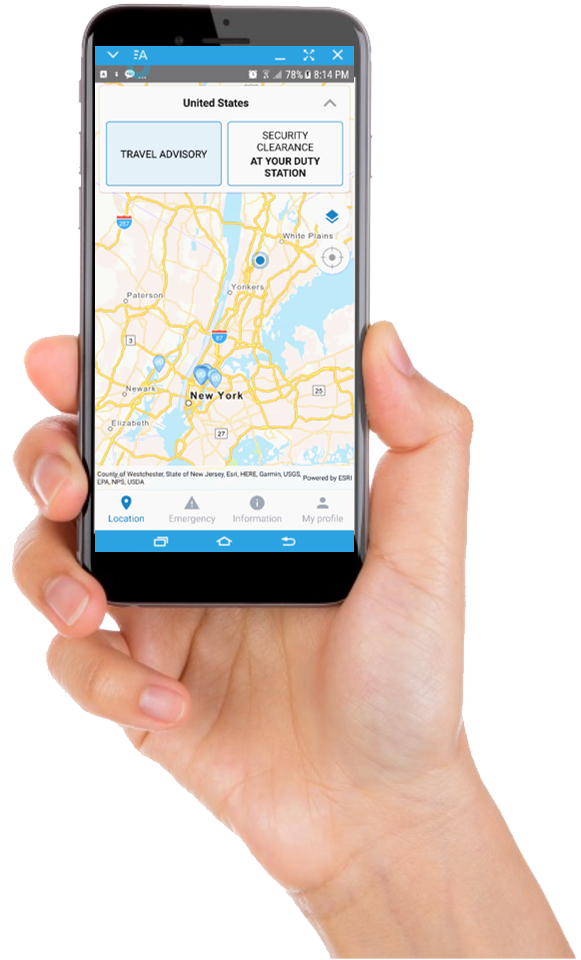 A
78% 8:14 PM
United States
TRAVEL ADVISORY
SECURITY
CLEARANCE
AT YOUR DUTY
STATION
287
White Plains
Yonkers
Paterson
87
3
Newark
New York
25
Elizabeth
27
County of Westchester, State of New Jersey, Esri, HERE, Garmin, USGS,
EPA, NPS, USDA
Powered by ESRI
Location
Emergency
Information
My profile